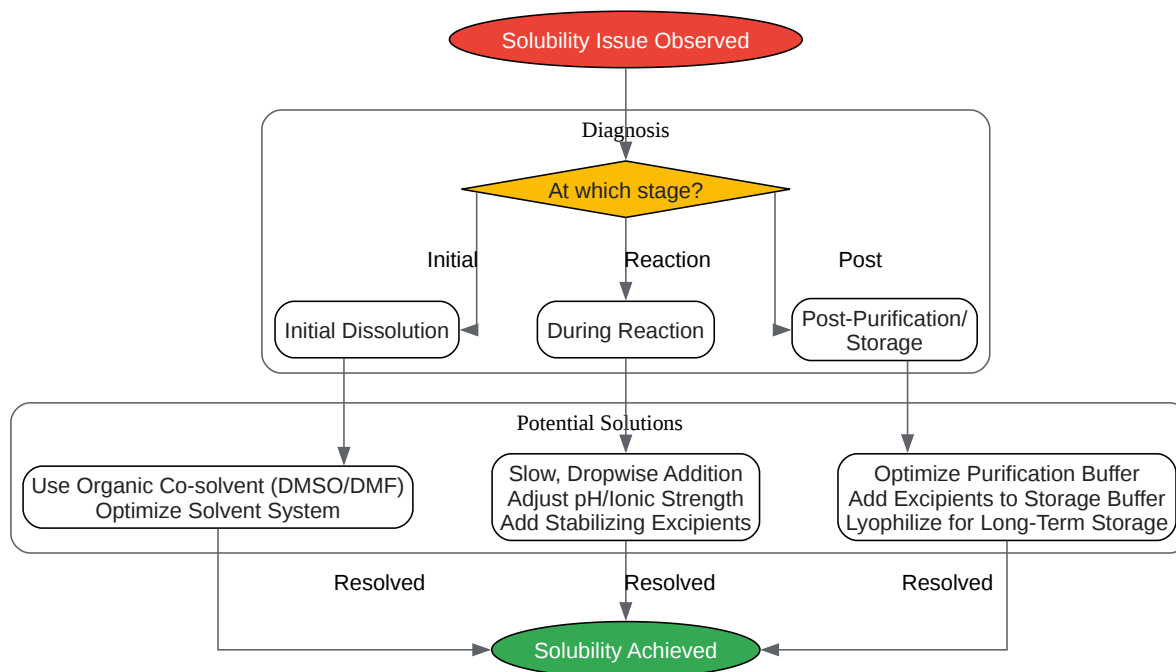 Solubility Issue Observed
Diagnosis
At which stage?
Initial
Reaction
Post
Initial Dissolution
During Reaction
Post-Purification/
Storage
Potential Solutions
Use Organic Co-solvent (DMSO/DMF)
Optimize Solvent System
Slow, Dropwise Addition
Adjust pH/Ionic Strength
Add Stabilizing Excipients
Optimize Purification Buffer
Add Excipients to Storage Buffer
Lyophilize for Long-Term Storage
Resolved
Resolved
Resolved
Solubility Achieved